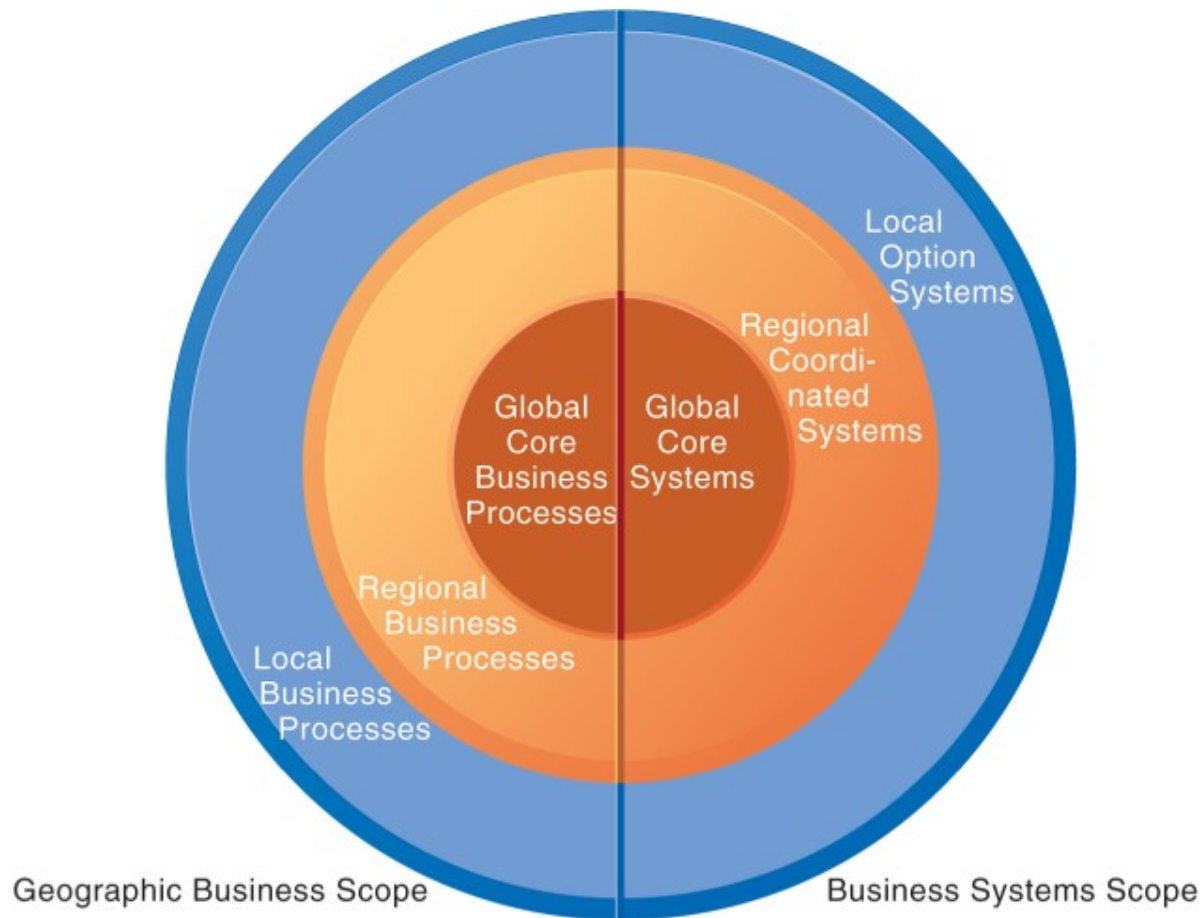 Local
Option
Systems
Regional
Coordi-
nated
Systems
Global
Core
Business
Processes
Global
Core
Systems
Regional
Business
Processes
Local
Business
Processes
Geographic Business Scope
Business Systems Scope